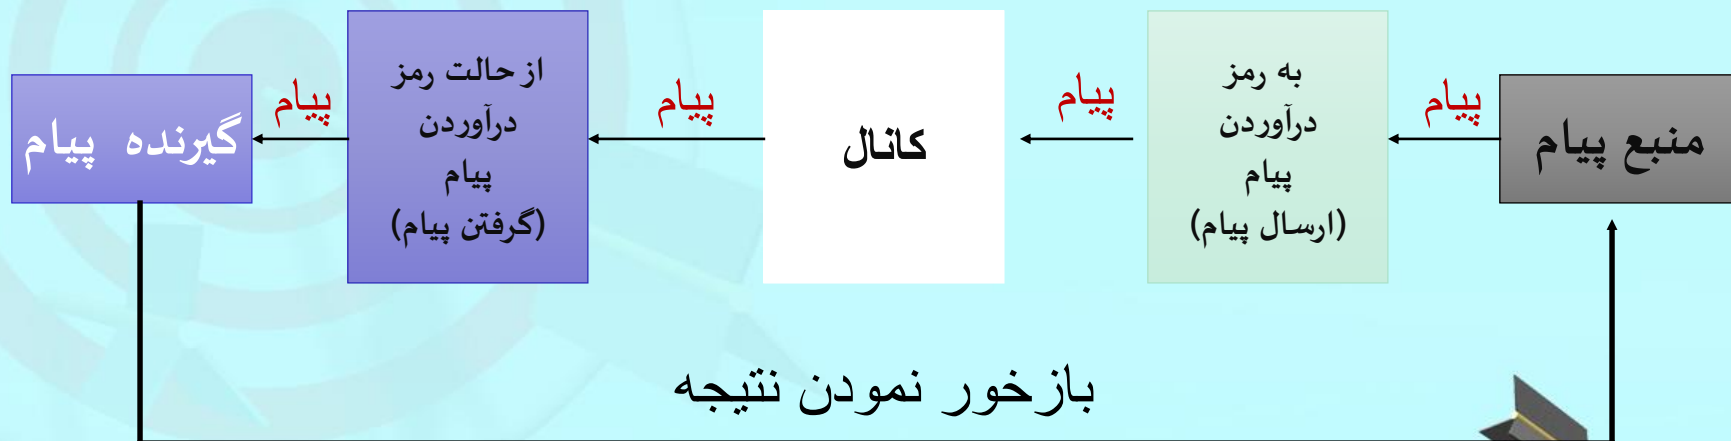 منبع پیام
پیام
به رمز
درآوردن
پیام
(ارسال پیام)
پیام
کانال
پیام
از حالت رمز
درآوردن
پیام
(گرفتن پیام)
پیام
گیرنده پیام
بازخور نمودن نتیجه